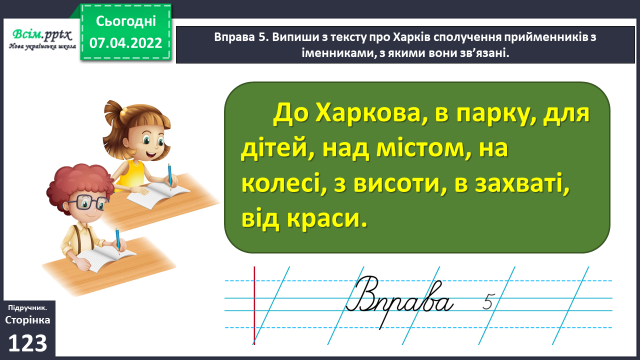 Всім.pptx
Нова українська школа
Сьогодні
07.04.2022
Вправа 5. Випиши з тексту про Харків сполучення прийменників з
іменниками, з якими вони зв’язані.
До Харкова, в парку, для
дітей, над містом, на
колесі, з висоти, в захваті,
від краси.
Вправа 5
Підручник.
Сторінка
123